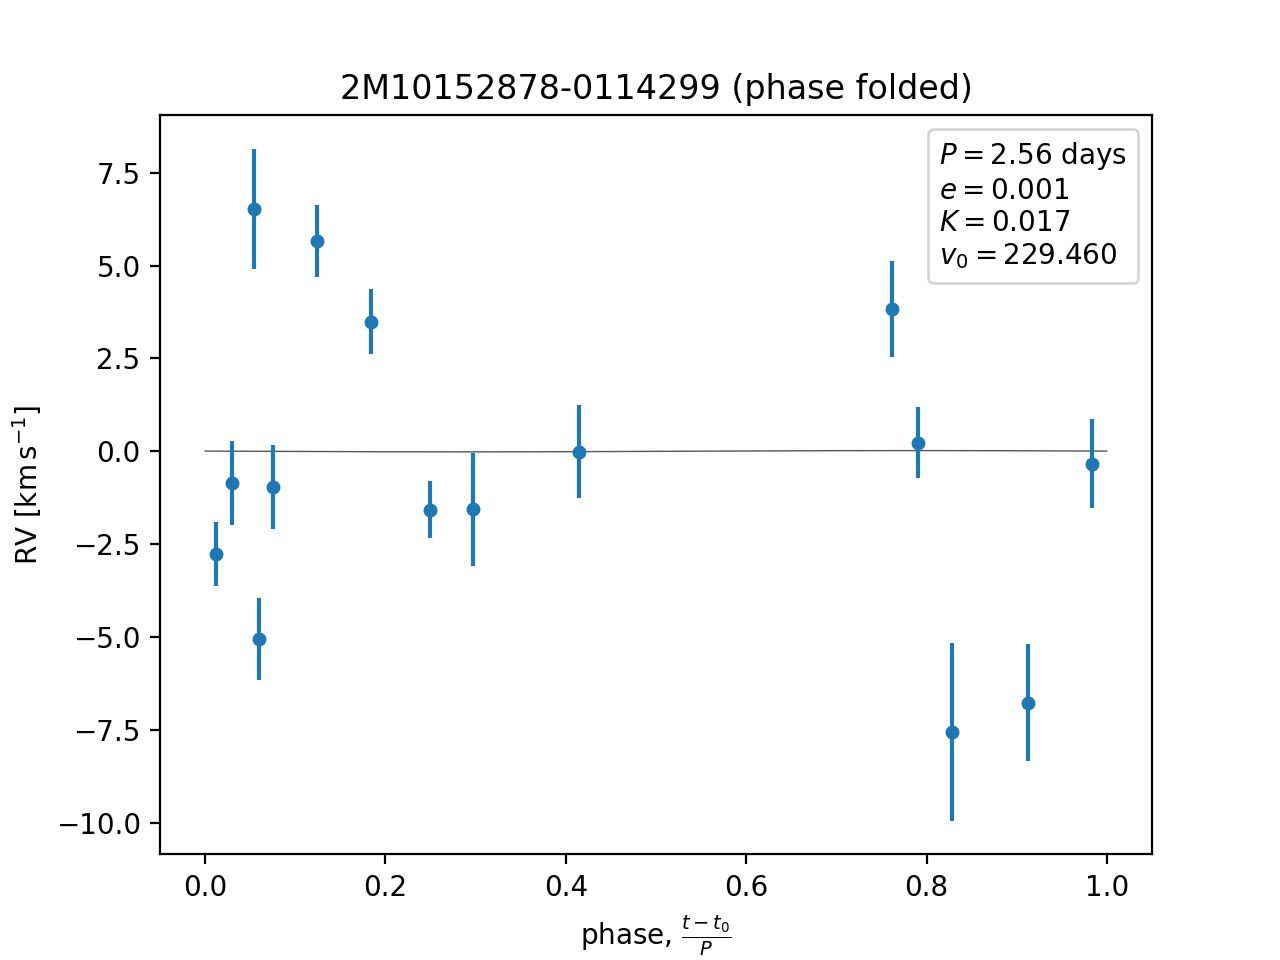 2M10152878-0114299 (phase folded)
P = 2.56 days
e = 0.001
K = 0.017
v₀ = 229.460
7.5
5.0
2.5
0.0
−2.5
−5.0
−7.5
−10.0
RV [km s⁻¹]
0.0 0.2 0.4 0.6 0.8 1.0
phase, (t − t₀)/P